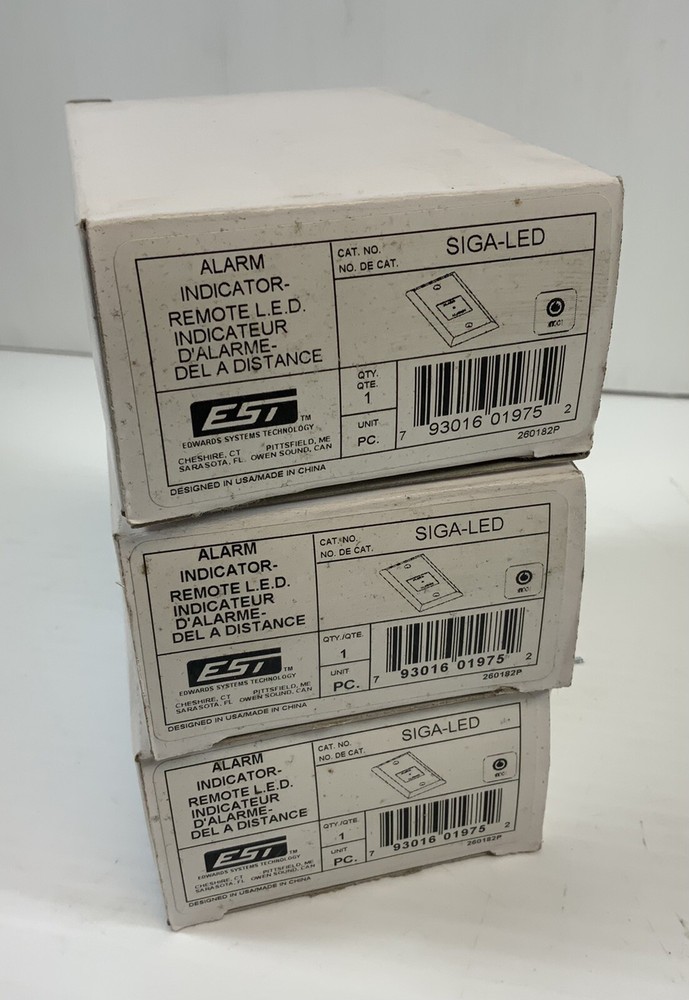 ALARM
INDICATOR-
REMOTE L.E.D.
INDICATEUR
D'ALARME-
DEL A DISTANCE
CAT. NO.
NO. DE CAT.
SIGA-LED
QTY.
QTE.
1
UNIT
PC.
7 93016 01975 2
260182P
EST TM
EDWARDS SYSTEMS TECHNOLOGY
CHESHIRE, CT PITTSFIELD, ME
SARASOTA, FL OWEN SOUND, CAN
DESIGNED IN USA/MADE IN CHINA
ALARM
INDICATOR-
REMOTE L.E.D.
INDICATEUR
D'ALARME-
DEL A DISTANCE
CAT. NO.
NO. DE CAT.
SIGA-LED
QTY./QTE.
1
UNIT
PC.
7 93016 01975 2
260182P
EST TM
EDWARDS SYSTEMS TECHNOLOGY
CHESHIRE, CT PITTSFIELD, ME
SARASOTA, FL OWEN SOUND, CAN
DESIGNED IN USA/MADE IN CHINA
ALARM
INDICATOR-
REMOTE L.E.D.
INDICATEUR
D'ALARME-
DEL A DISTANCE
CAT. NO.
NO. DE CAT.
SIGA-LED
QTY./QTE.
1
UNIT
PC.
7 93016 01975 2
260182P
EST TM
EDWARDS SYSTEMS TECHNOLOGY
CHESHIRE, CT PITTSFIELD, ME
SARASOTA, FL OWEN SOUND, CAN
DESIGNED IN USA/MADE IN CHINA